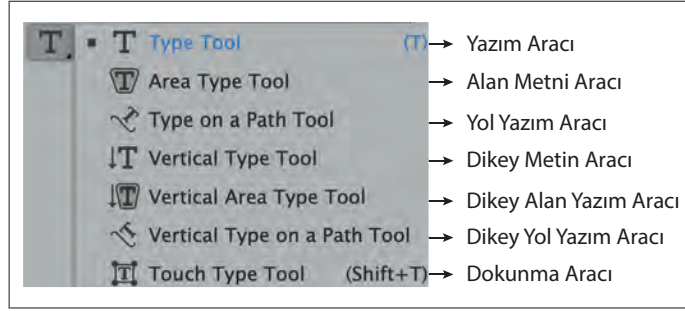 T Type Tool (T) → Yazım Aracı
Area Type Tool → Alan Metni Aracı
Type on a Path Tool → Yol Yazım Aracı
Vertical Type Tool → Dikey Metin Aracı
Vertical Area Type Tool → Dikey Alan Yazım Aracı
Vertical Type on a Path Tool → Dikey Yol Yazım Aracı
Touch Type Tool (Shift+T) → Dokunma Aracı